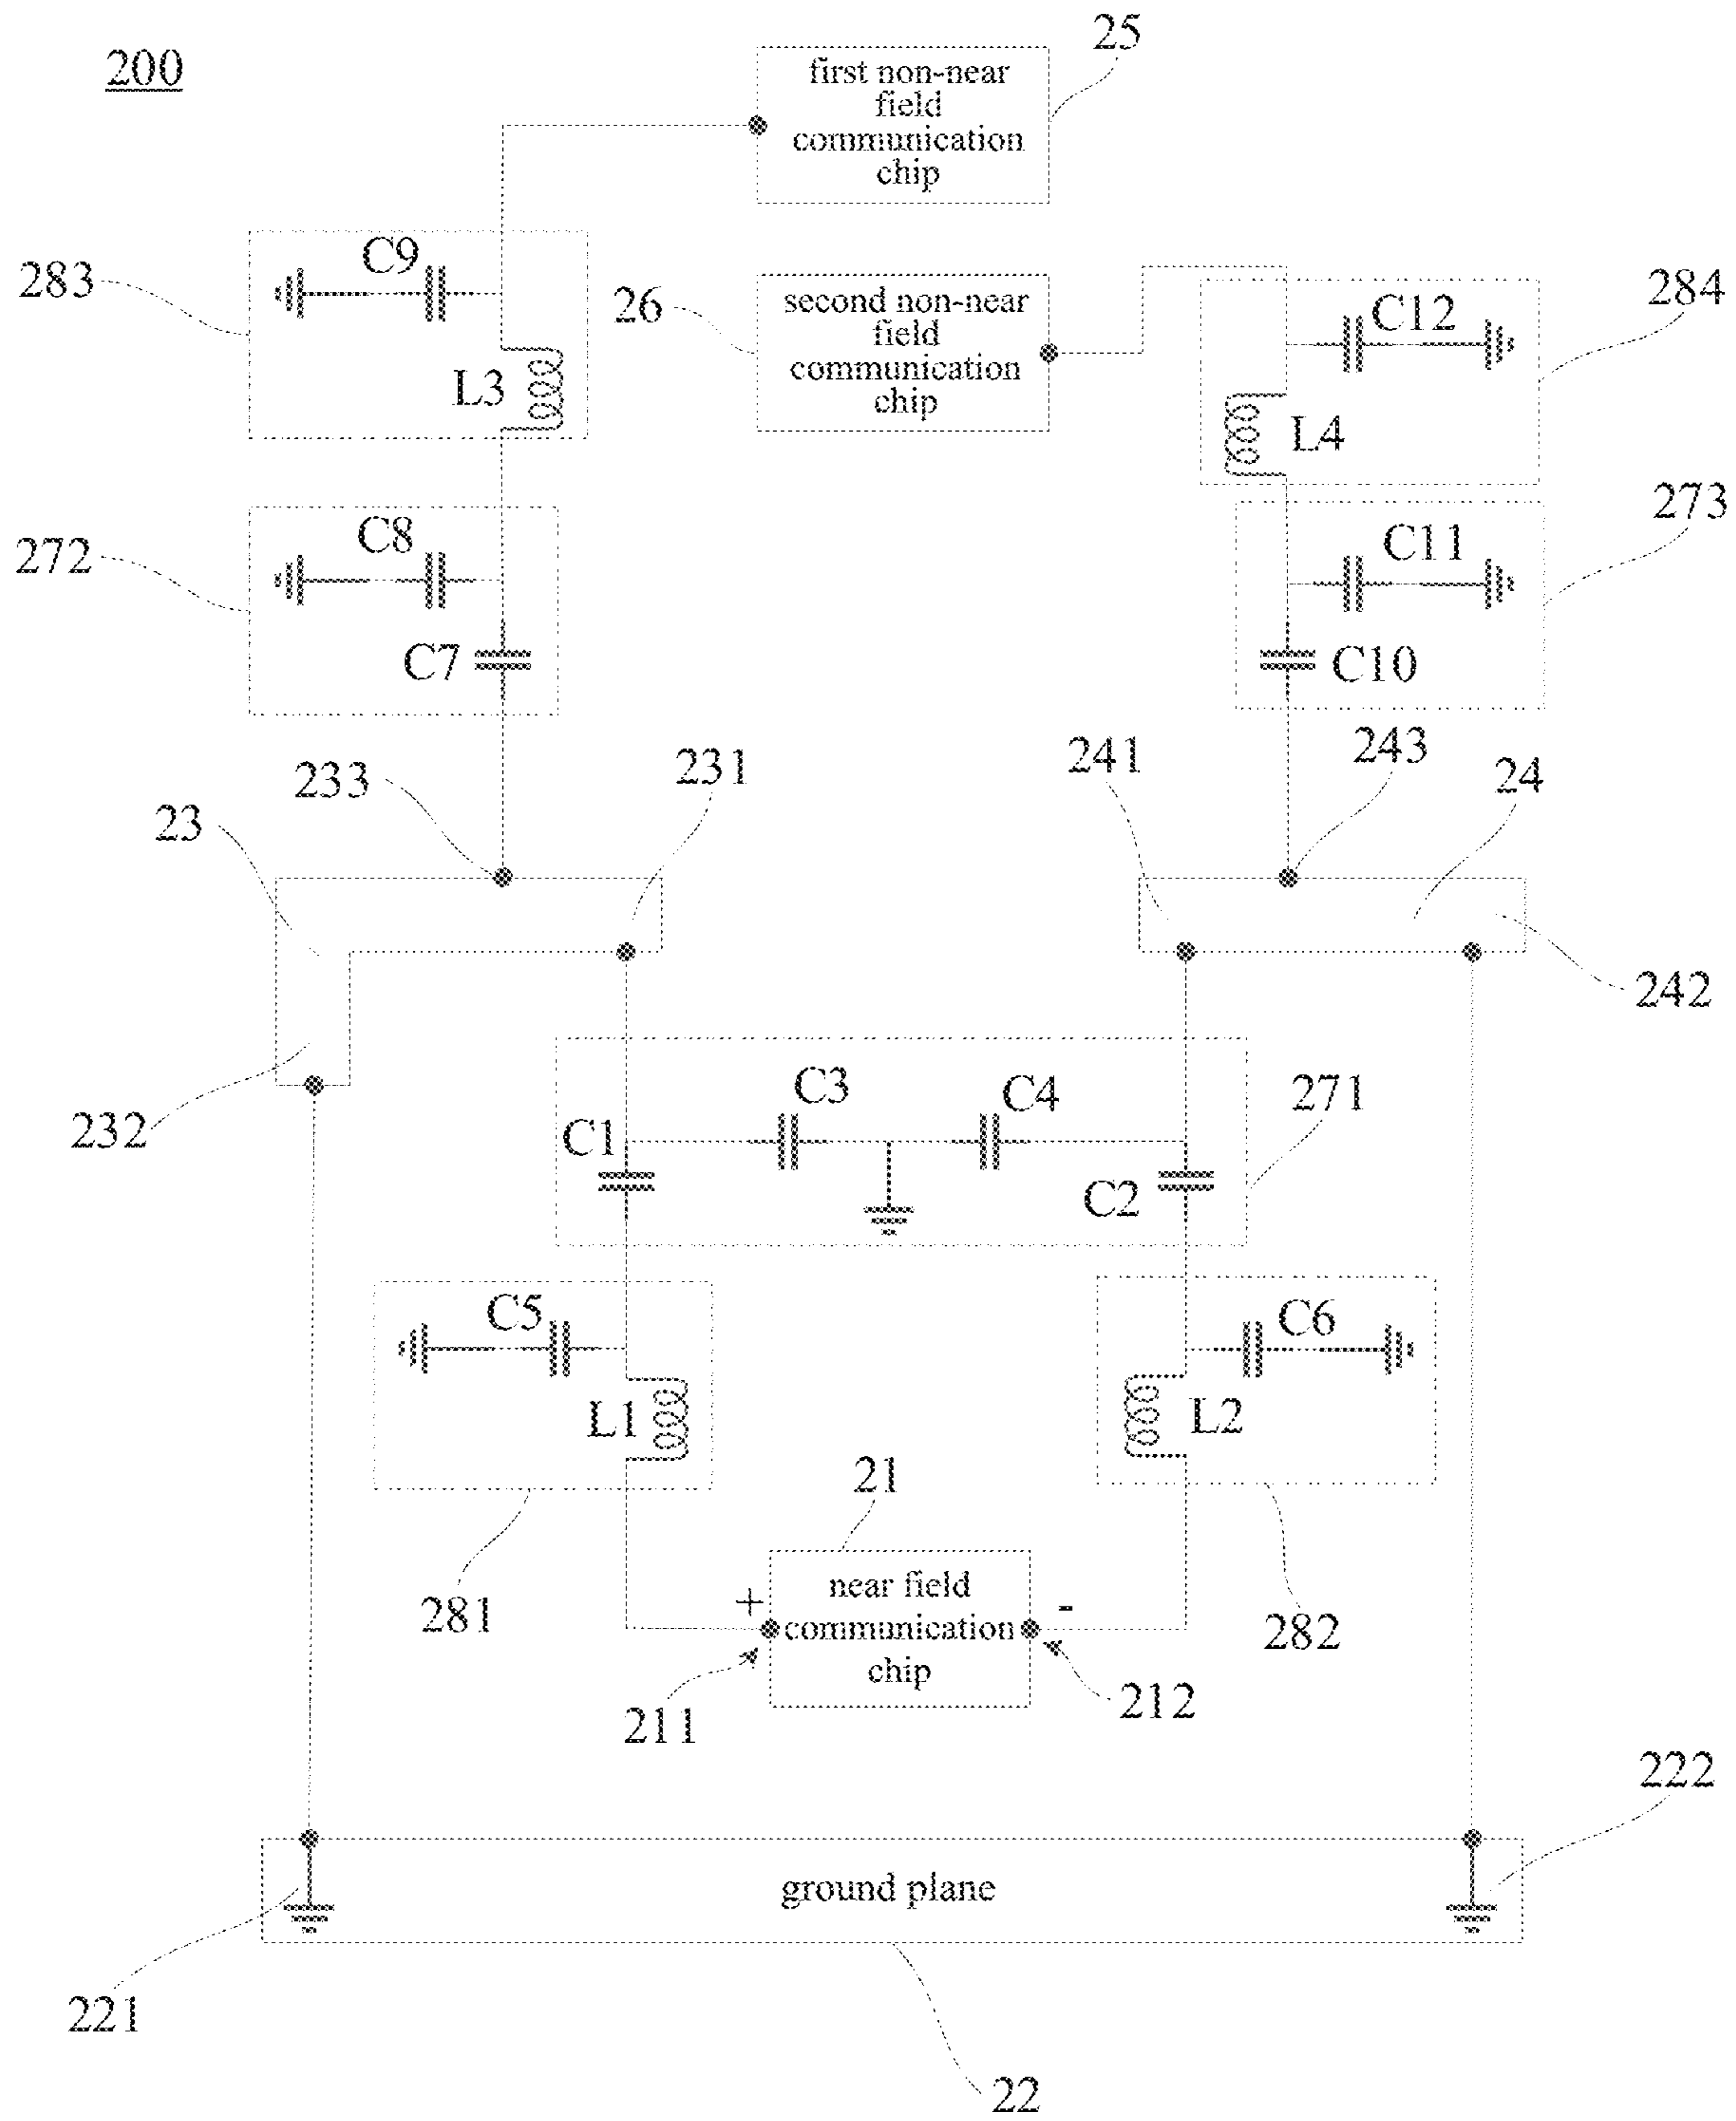 200
25
first non-near
field
communication
chip
C9
283
L3
26
second non-near
field
communication
chip
C12
284
L4
C8
272
C7
C11
273
C10
233
231
23
232
241
243
24
242
C3
C4
271
C1
C2
C5
L1
281
C6
L2
282
21
near field
communication
chip
+
-
211
212
222
ground plane
221
22